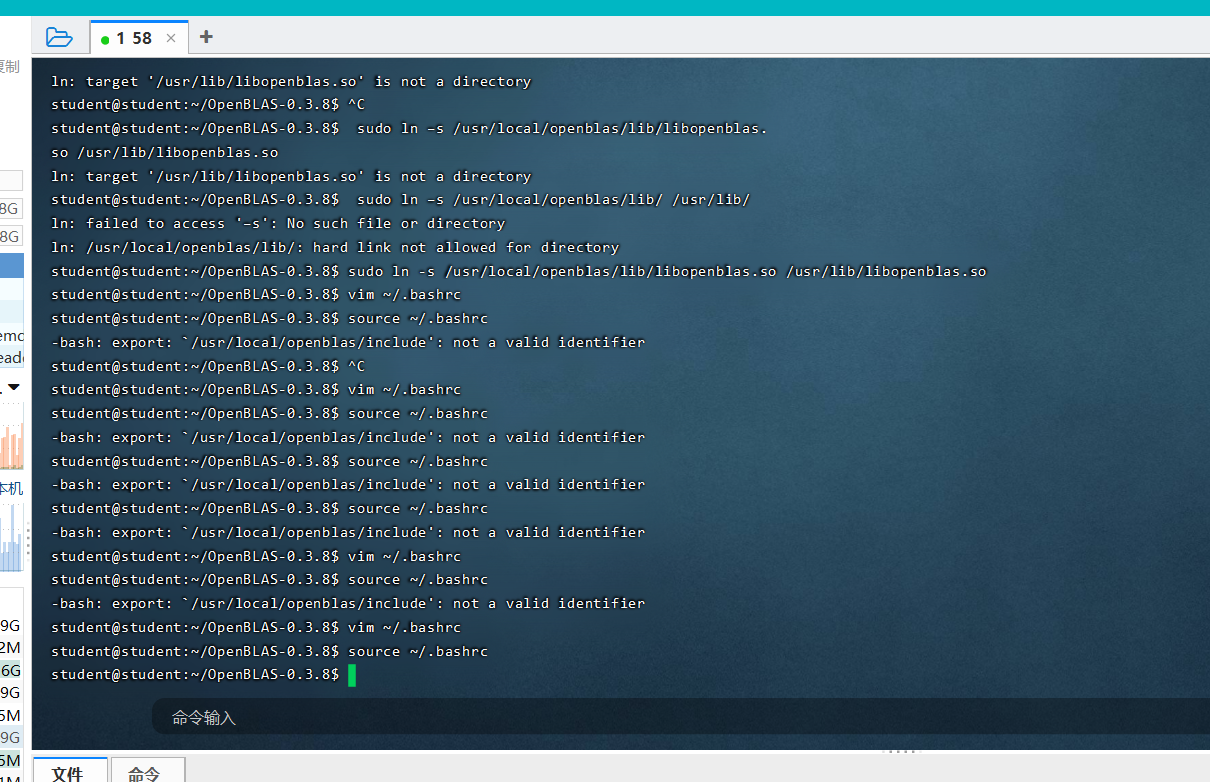 1 58
复制
ln: target '/usr/lib/libopenblas.so' is not a directory
student@student:~/OpenBLAS-0.3.8$ ^C
student@student:~/OpenBLAS-0.3.8$  sudo ln –s /usr/local/openblas/lib/libopenblas.
so /usr/lib/libopenblas.so
ln: target '/usr/lib/libopenblas.so' is not a directory
student@student:~/OpenBLAS-0.3.8$  sudo ln –s /usr/local/openblas/lib/ /usr/lib/
ln: failed to access '–s': No such file or directory
ln: /usr/local/openblas/lib/: hard link not allowed for directory
student@student:~/OpenBLAS-0.3.8$ sudo ln -s /usr/local/openblas/lib/libopenblas.so /usr/lib/libopenblas.so
student@student:~/OpenBLAS-0.3.8$ vim ~/.bashrc
student@student:~/OpenBLAS-0.3.8$ source ~/.bashrc
-bash: export: `/usr/local/openblas/include': not a valid identifier
student@student:~/OpenBLAS-0.3.8$ ^C
student@student:~/OpenBLAS-0.3.8$ vim ~/.bashrc
student@student:~/OpenBLAS-0.3.8$ source ~/.bashrc
-bash: export: `/usr/local/openblas/include': not a valid identifier
student@student:~/OpenBLAS-0.3.8$ source ~/.bashrc
-bash: export: `/usr/local/openblas/include': not a valid identifier
student@student:~/OpenBLAS-0.3.8$ source ~/.bashrc
-bash: export: `/usr/local/openblas/include': not a valid identifier
student@student:~/OpenBLAS-0.3.8$ vim ~/.bashrc
student@student:~/OpenBLAS-0.3.8$ source ~/.bashrc
-bash: export: `/usr/local/openblas/include': not a valid identifier
student@student:~/OpenBLAS-0.3.8$ vim ~/.bashrc
student@student:~/OpenBLAS-0.3.8$ source ~/.bashrc
student@student:~/OpenBLAS-0.3.8$
命令输入
8G
8G
本机
9G
2M
6G
9G
5M
9G
5M
文件
命令